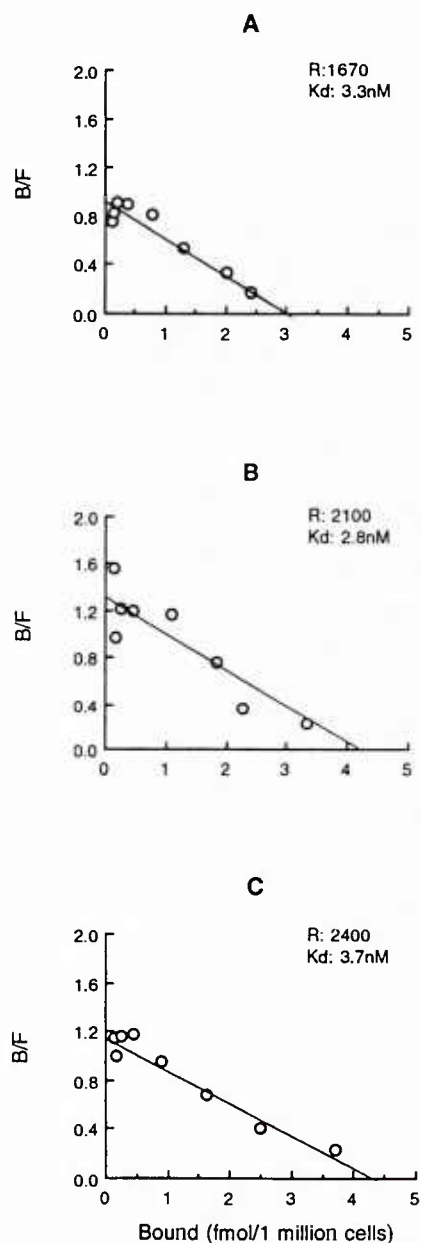 A
R:1670
Kd: 3.3nM
2.0
1.6
1.2
0.8
0.4
0.0
B/F
0 1 2 3 4 5
B
R: 2100
Kd: 2.8nM
2.0
1.6
1.2
0.8
0.4
0.0
B/F
0 1 2 3 4 5
C
R: 2400
Kd: 3.7nM
2.0
1.6
1.2
0.8
0.4
0.0
B/F
0 1 2 3 4 5
Bound (fmol/1 million cells)